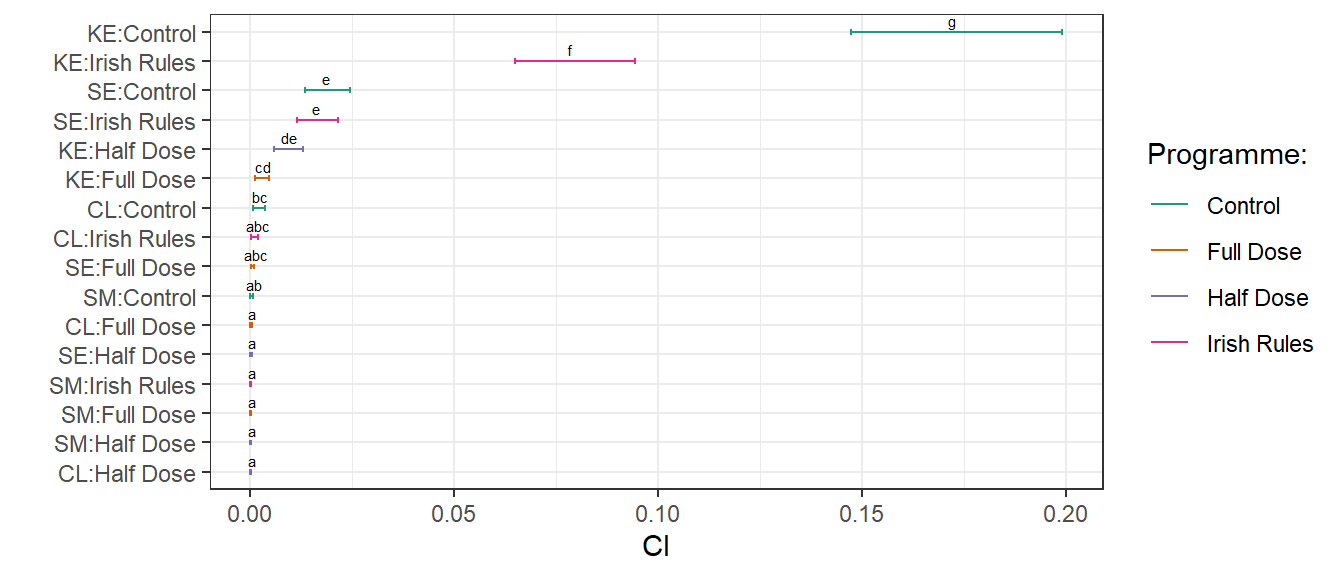 KE:Control
g
KE:Irish Rules
f
SE:Control
e
SE:Irish Rules
e
KE:Half Dose
de
KE:Full Dose
cd
CL:Control
bc
CL:Irish Rules
abc
SE:Full Dose
abc
SM:Control
ab
CL:Full Dose
a
SE:Half Dose
a
SM:Irish Rules
a
SM:Full Dose
a
SM:Half Dose
a
CL:Half Dose
a
0.00 0.05 0.10 0.15 0.20
CI
Programme:
Control
Full Dose
Half Dose
Irish Rules